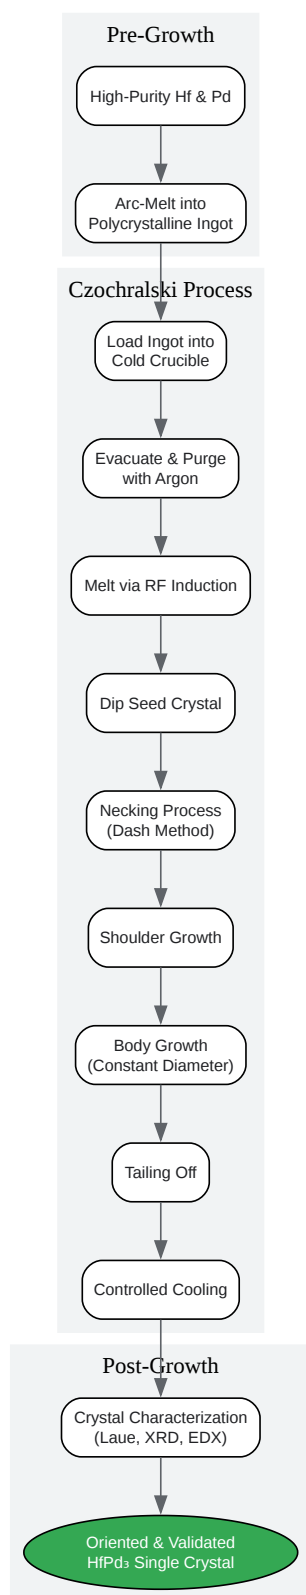 Pre-Growth
High-Purity Hf & Pd
Arc-Melt into
Polycrystalline Ingot
Czochralski Process
Load Ingot into
Cold Crucible
Evacuate & Purge
with Argon
Melt via RF Induction
Dip Seed Crystal
Necking Process
(Dash Method)
Shoulder Growth
Body Growth
(Constant Diameter)
Tailing Off
Controlled Cooling
Post-Growth
Crystal Characterization
(Laue, XRD, EDX)
Oriented & Validated
HfPd₃ Single Crystal